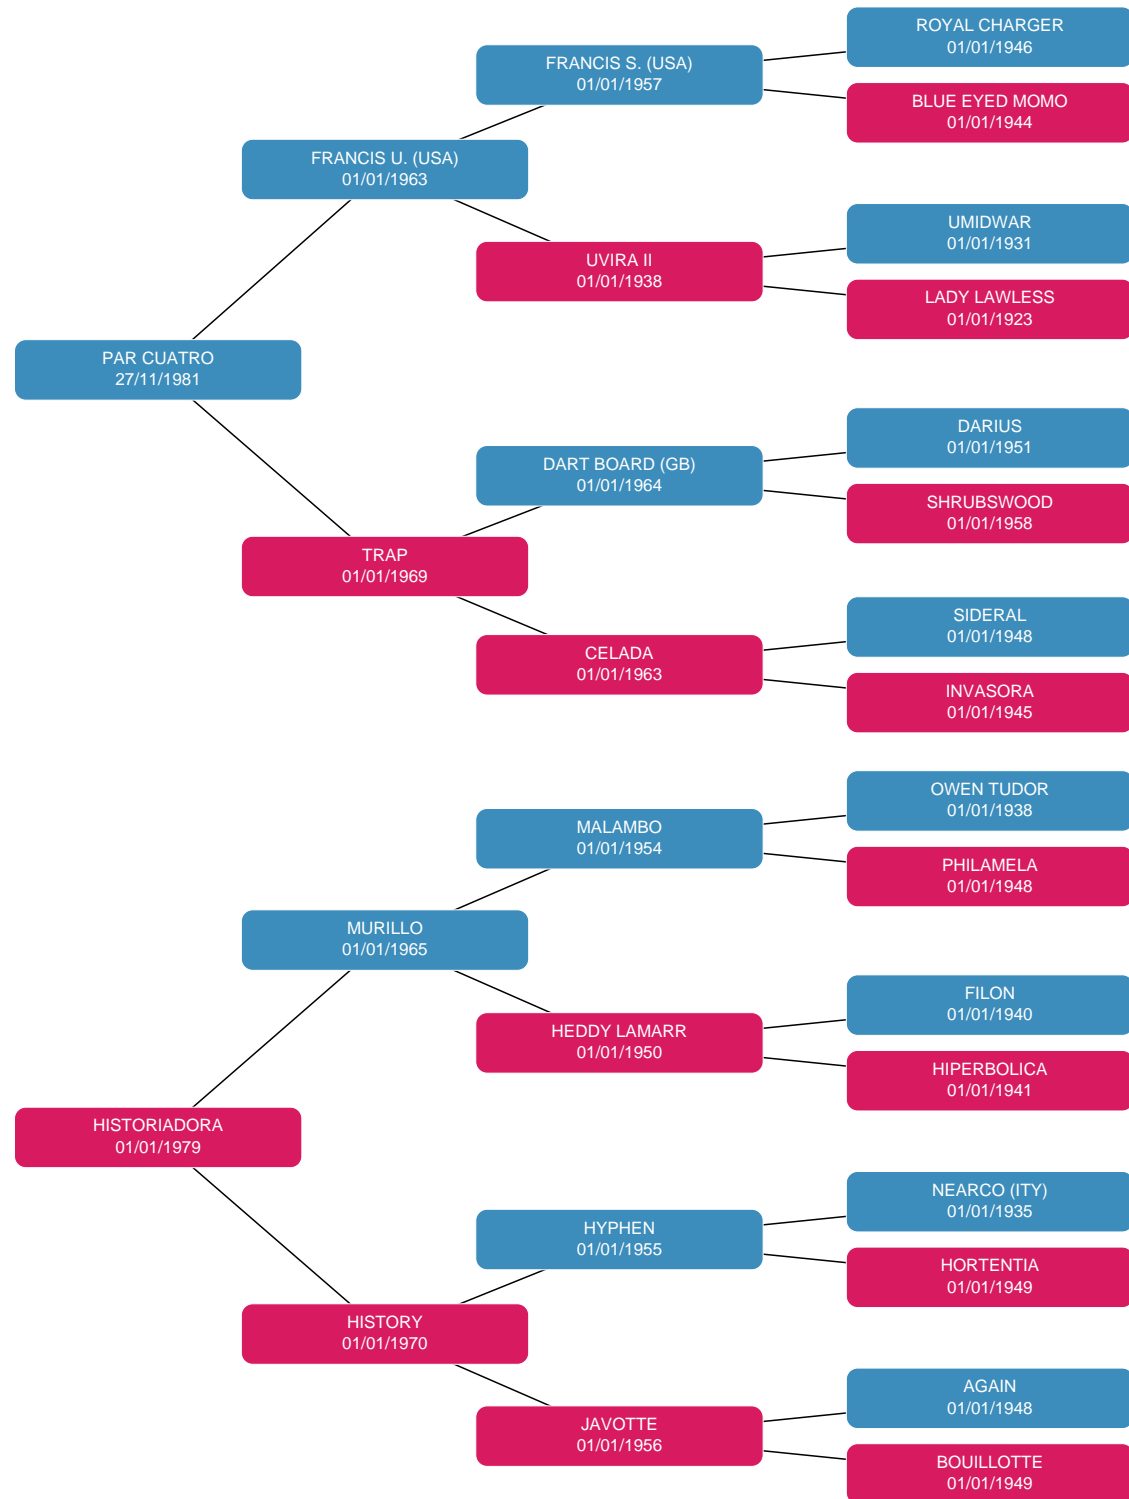 ROYAL CHARGER
01/01/1946
FRANCIS S. (USA)
01/01/1957
BLUE EYED MOMO
01/01/1944
FRANCIS U. (USA)
01/01/1963
UMIDWAR
01/01/1931
UVIRA II
01/01/1938
LADY LAWLESS
01/01/1923
PAR CUATRO
27/11/1981
DARIUS
01/01/1951
DART BOARD (GB)
01/01/1964
SHRUBSWOOD
01/01/1958
TRAP
01/01/1969
SIDERAL
01/01/1948
CELADA
01/01/1963
INVASORA
01/01/1945
OWEN TUDOR
01/01/1938
MALAMBO
01/01/1954
PHILAMELA
01/01/1948
MURILLO
01/01/1965
FILON
01/01/1940
HEDDY LAMARR
01/01/1950
HIPERBOLICA
01/01/1941
HISTORIADORA
01/01/1979
NEARCO (ITY)
01/01/1935
HYPHEN
01/01/1955
HORTENTIA
01/01/1949
HISTORY
01/01/1970
AGAIN
01/01/1948
JAVOTTE
01/01/1956
BOUILLOTTE
01/01/1949